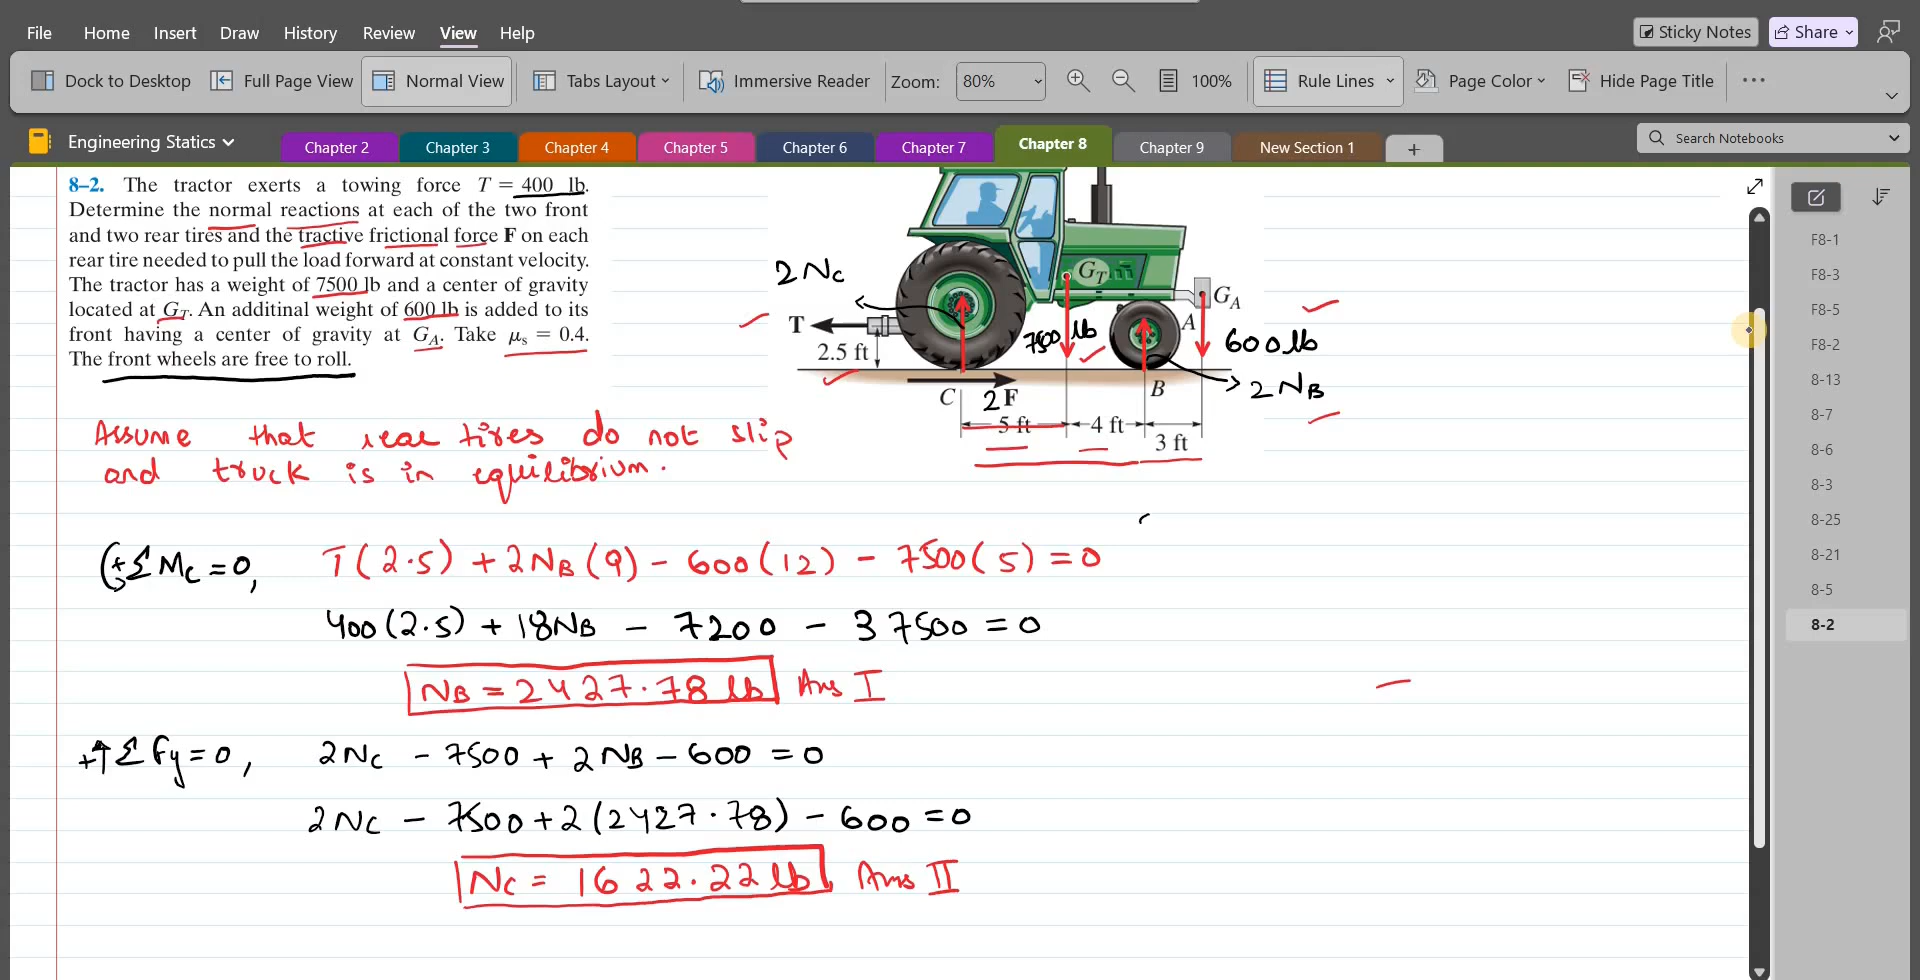 File Home Insert Draw History Review View Help
Sticky Notes Share
Dock to Desktop Full Page View Normal View Tabs Layout Immersive Reader Zoom: 80% 100% Rule Lines Page Color Hide Page Title ...
Engineering Statics Chapter 2 Chapter 3 Chapter 4 Chapter 5 Chapter 6 Chapter 7 Chapter 8 Chapter 9 New Section 1 + Search Notebooks
8–2. The tractor exerts a towing force T = 400 lb.
Determine the normal reactions at each of the two front
and two rear tires and the tractive frictional force F on each
rear tire needed to pull the load forward at constant velocity.
The tractor has a weight of 7500 lb and a center of gravity
located at G_T. An additinal weight of 600 lb is added to its
front having a center of gravity at G_A. Take μ_s = 0.4.
The front wheels are free to roll.
2Nc
G_T
G_A
T
A
2.5 ft
7500 lb
600 lb
C
2F
B
2 NB
5 ft
4 ft
3 ft
Assume that rear tires do not slip
and truck is in equilibrium.
(+ΣMc = 0, T(2.5) + 2NB(9) - 600(12) - 7500(5) = 0
400(2.5) + 18NB - 7200 - 37500 = 0
NB = 2427.78 lb Ans I
+↑ΣFy = 0, 2Nc - 7500 + 2NB - 600 = 0
2Nc - 7500 + 2(2427.78) - 600 = 0
Nc = 1622.22 lb Ans II
F8-1
F8-3
F8-5
F8-2
8-13
8-7
8-6
8-3
8-25
8-21
8-5
8-2